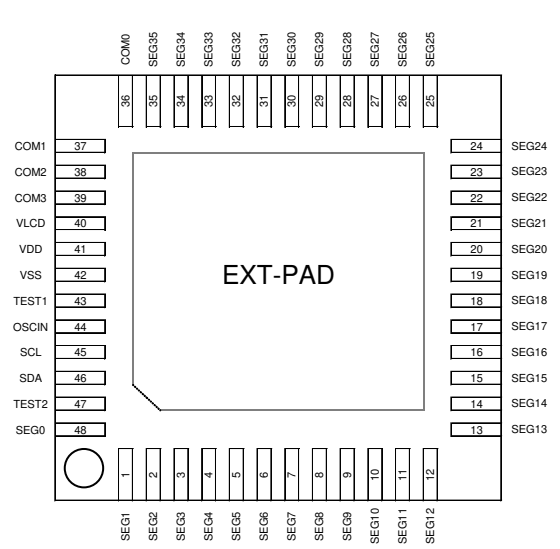 COM0 SEG35 SEG34 SEG33 SEG32 SEG31 SEG30 SEG29 SEG28 SEG27 SEG26 SEG25
36 35 34 33 32 31 30 29 28 27 26 25
COM1 37 24 SEG24
COM2 38 23 SEG23
COM3 39 22 SEG22
VLCD 40 21 SEG21
VDD 41 20 SEG20
VSS 42 EXT-PAD 19 SEG19
TEST1 43 18 SEG18
OSCIN 44 17 SEG17
SCL 45 16 SEG16
SDA 46 15 SEG15
TEST2 47 14 SEG14
SEG0 48 13 SEG13
1 2 3 4 5 6 7 8 9 10 11 12
SEG1 SEG2 SEG3 SEG4 SEG5 SEG6 SEG7 SEG8 SEG9 SEG10 SEG11 SEG12